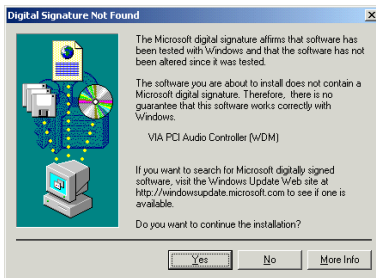 Digital Signature Not Found
The Microsoft digital signature affirms that software has
been tested with Windows and that the software has not
been altered since it was tested.
The software you are about to install does not contain a
Microsoft digital signature. Therefore, there is no
guarantee that this software works correctly with
Windows.
VIA PCI Audio Controller (WDM)
If you want to search for Microsoft digitally signed
software, visit the Windows Update Web site at
http://windowsupdate.microsoft.com to see if one is
available.
Do you want to continue the installation?
Yes No More Info